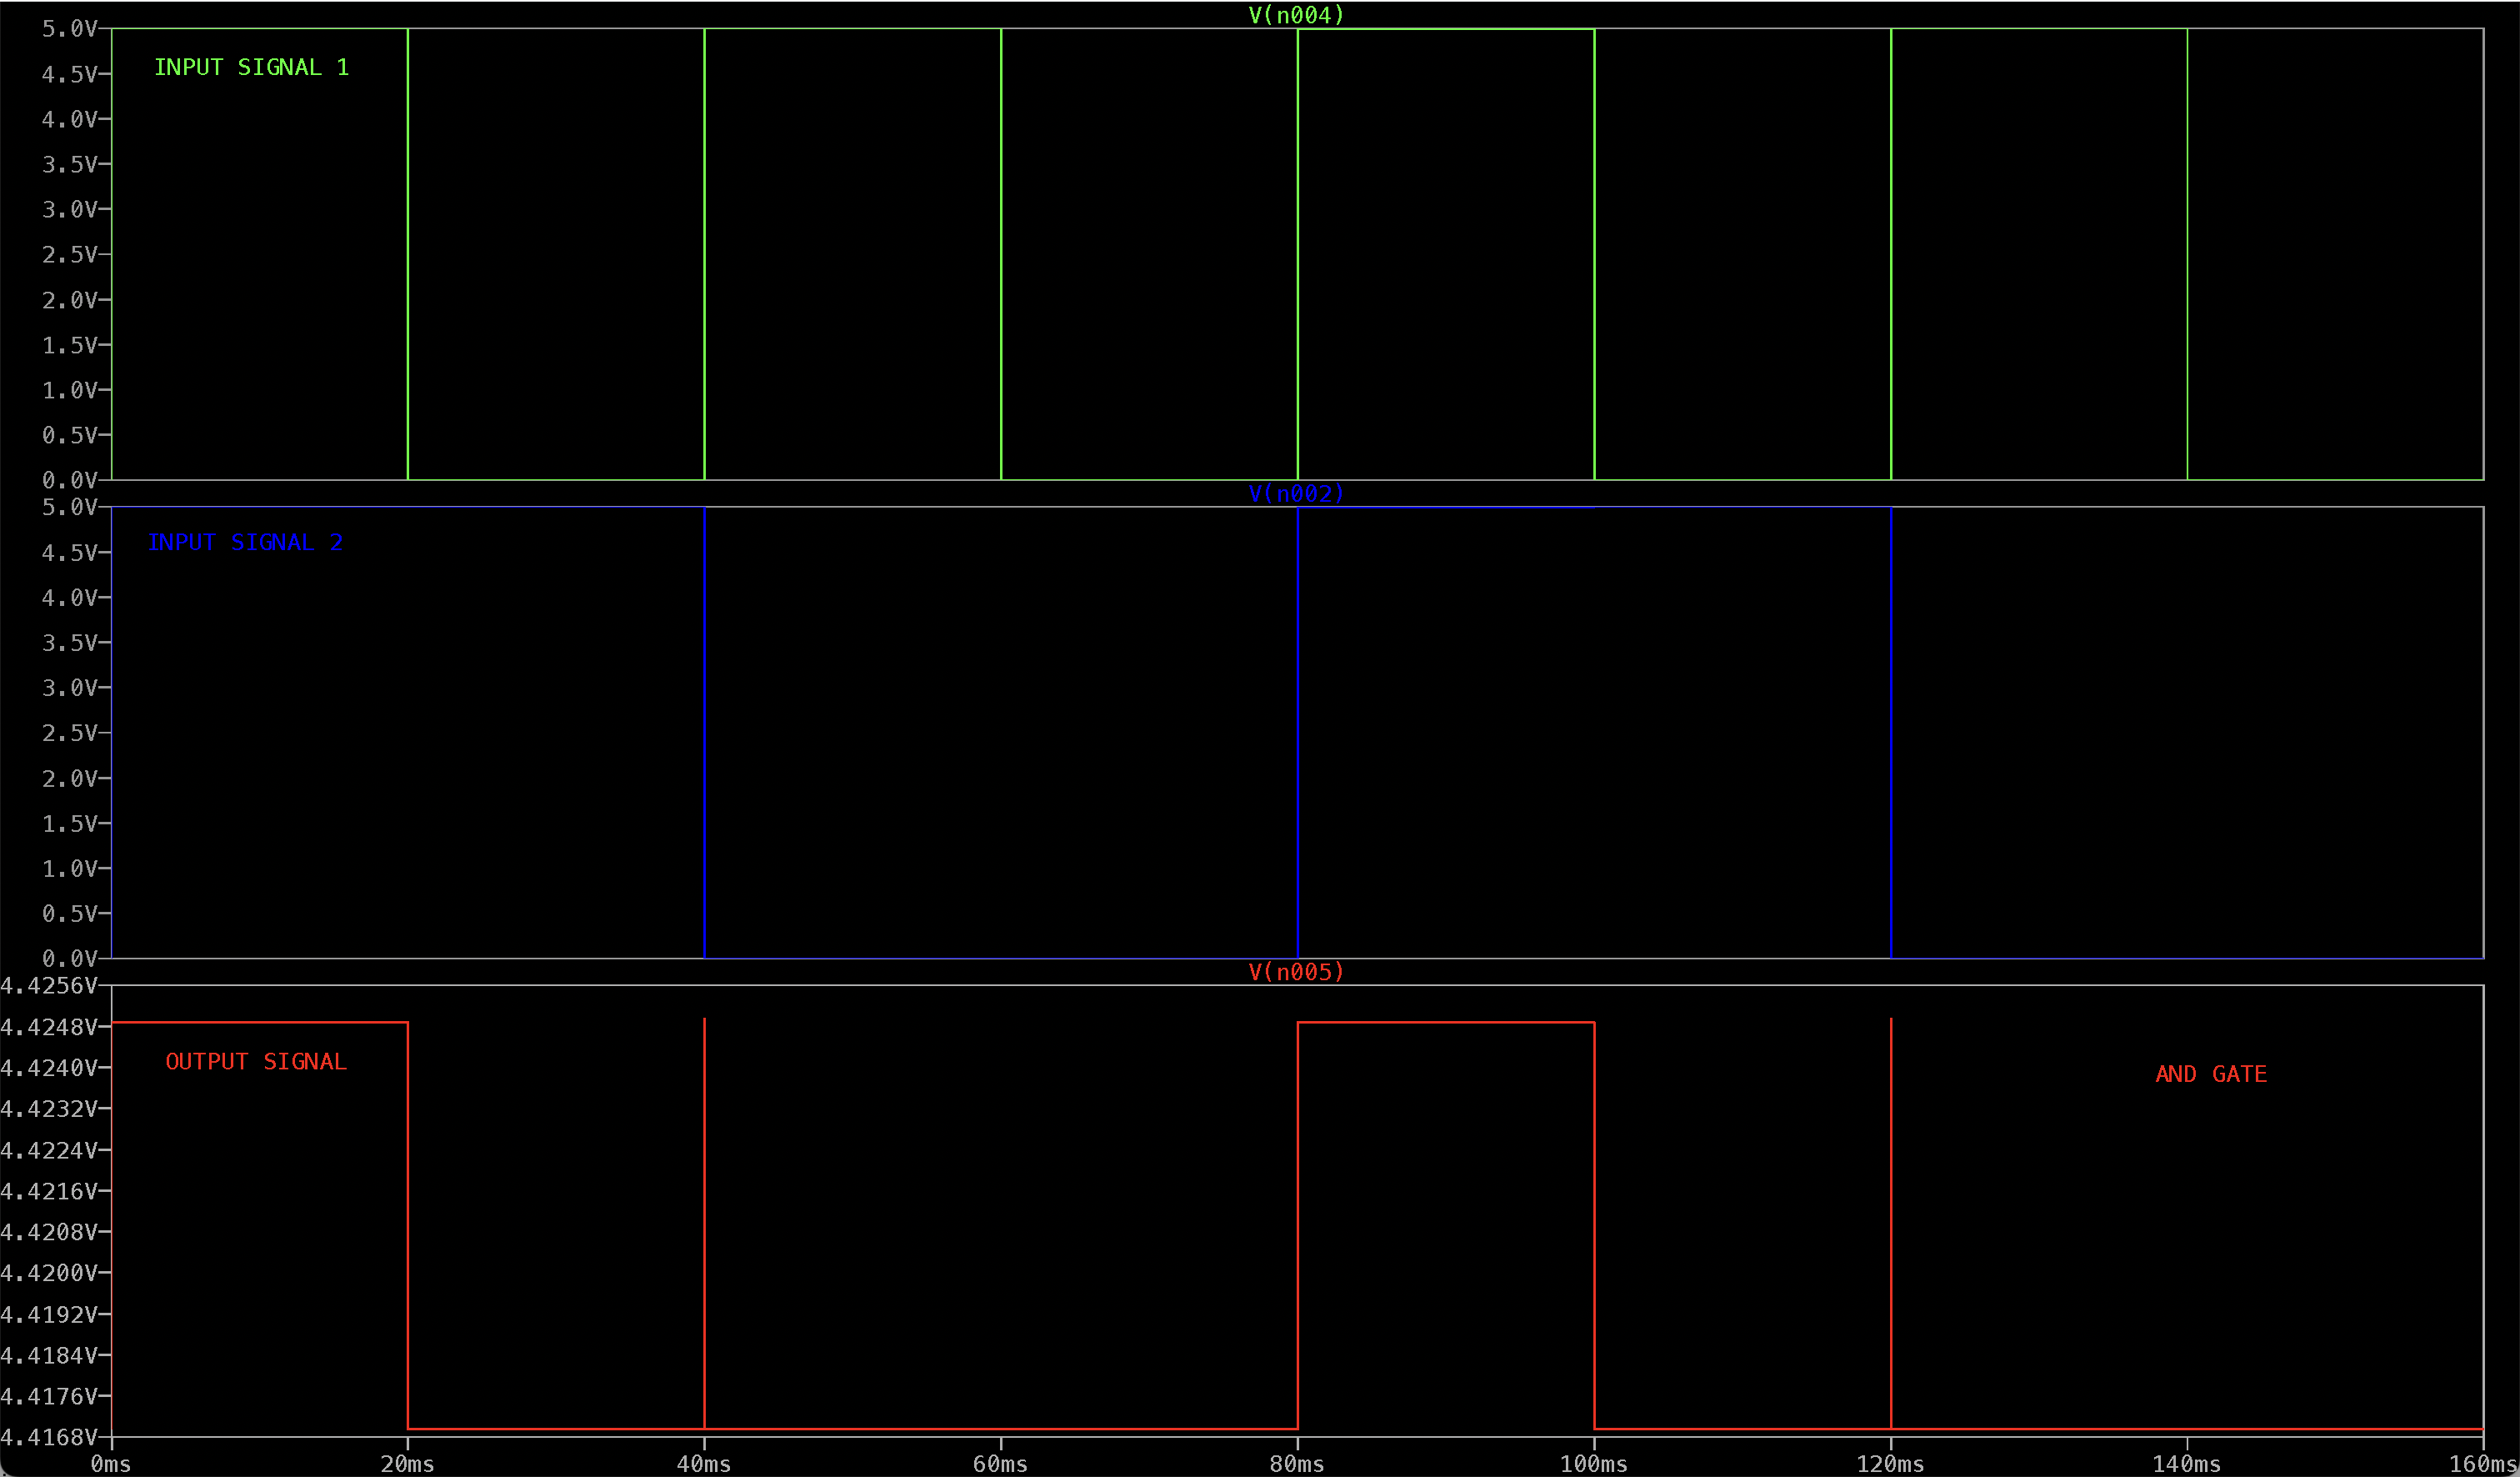 V(n004)
5.0V
INPUT SIGNAL 1
4.5V
4.0V
3.5V
3.0V
2.5V
2.0V
1.5V
1.0V
0.5V
0.0V
V(n002)
5.0V
INPUT SIGNAL 2
4.5V
4.0V
3.5V
3.0V
2.5V
2.0V
1.5V
1.0V
0.5V
0.0V
V(n005)
4.4256V
4.4248V
OUTPUT SIGNAL
4.4240V
AND GATE
4.4232V
4.4224V
4.4216V
4.4208V
4.4200V
4.4192V
4.4184V
4.4176V
4.4168V
0ms 20ms 40ms 60ms 80ms 100ms 120ms 140ms 160ms